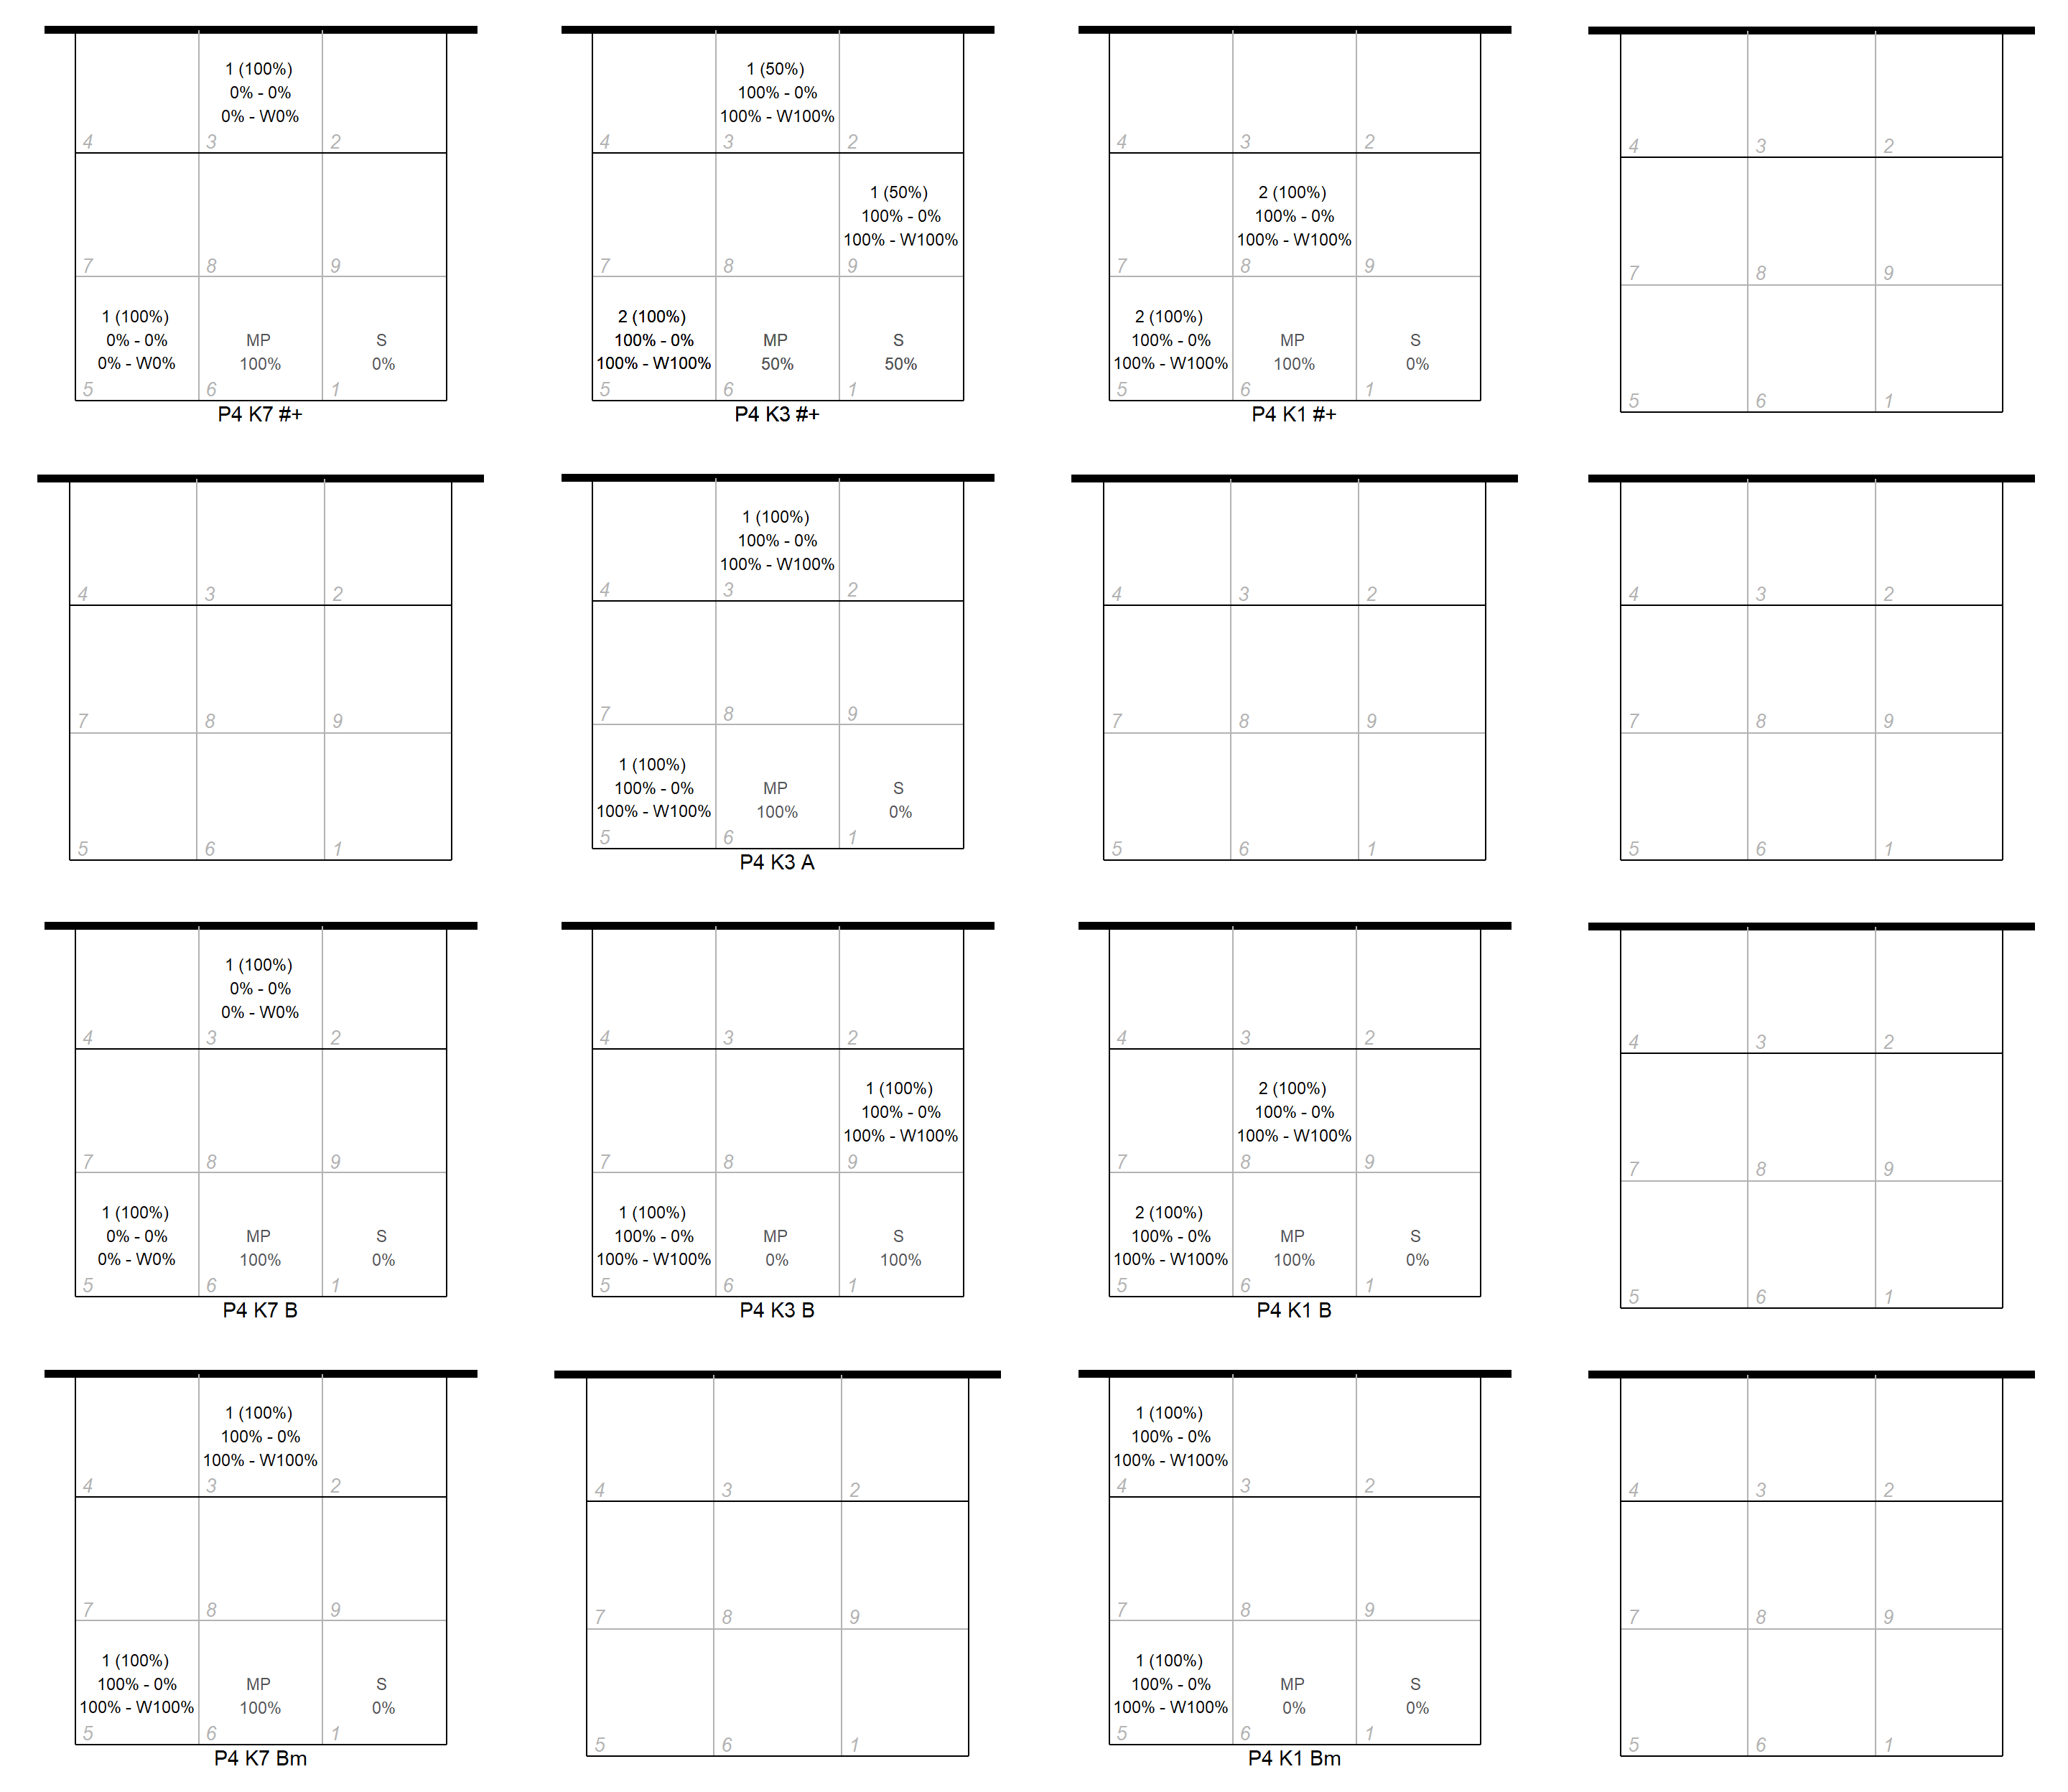 1 (100%)
0% - 0%
0% - W0%
4 3 2
7 8 9
1 (100%)
0% - 0%
0% - W0%
MP
100%
S
0%
5 6 1
P4 K7 #+
1 (50%)
100% - 0%
100% - W100%
4 3 2
1 (50%)
100% - 0%
100% - W100%
7 8 9
2 (100%)
100% - 0%
100% - W100%
MP
50%
S
50%
5 6 1
P4 K3 #+
4 3 2
2 (100%)
100% - 0%
100% - W100%
7 8 9
2 (100%)
100% - 0%
100% - W100%
MP
100%
S
0%
5 6 1
P4 K1 #+
4 3 2
7 8 9
5 6 1
4 3 2
7 8 9
5 6 1
1 (100%)
100% - 0%
100% - W100%
4 3 2
7 8 9
1 (100%)
100% - 0%
100% - W100%
MP
100%
S
0%
5 6 1
P4 K3 A
4 3 2
7 8 9
5 6 1
4 3 2
7 8 9
5 6 1
1 (100%)
0% - 0%
0% - W0%
4 3 2
7 8 9
1 (100%)
0% - 0%
0% - W0%
MP
100%
S
0%
5 6 1
P4 K7 B
4 3 2
1 (100%)
100% - 0%
100% - W100%
7 8 9
1 (100%)
100% - 0%
100% - W100%
MP
0%
S
100%
5 6 1
P4 K3 B
4 3 2
2 (100%)
100% - 0%
100% - W100%
7 8 9
2 (100%)
100% - 0%
100% - W100%
MP
100%
S
0%
5 6 1
P4 K1 B
4 3 2
7 8 9
5 6 1
1 (100%)
100% - 0%
100% - W100%
4 3 2
7 8 9
1 (100%)
100% - 0%
100% - W100%
MP
100%
S
0%
5 6 1
P4 K7 Bm
4 3 2
7 8 9
5 6 1
1 (100%)
100% - 0%
100% - W100%
4 3 2
7 8 9
1 (100%)
100% - 0%
100% - W100%
MP
0%
S
0%
5 6 1
P4 K1 Bm
4 3 2
7 8 9
5 6 1